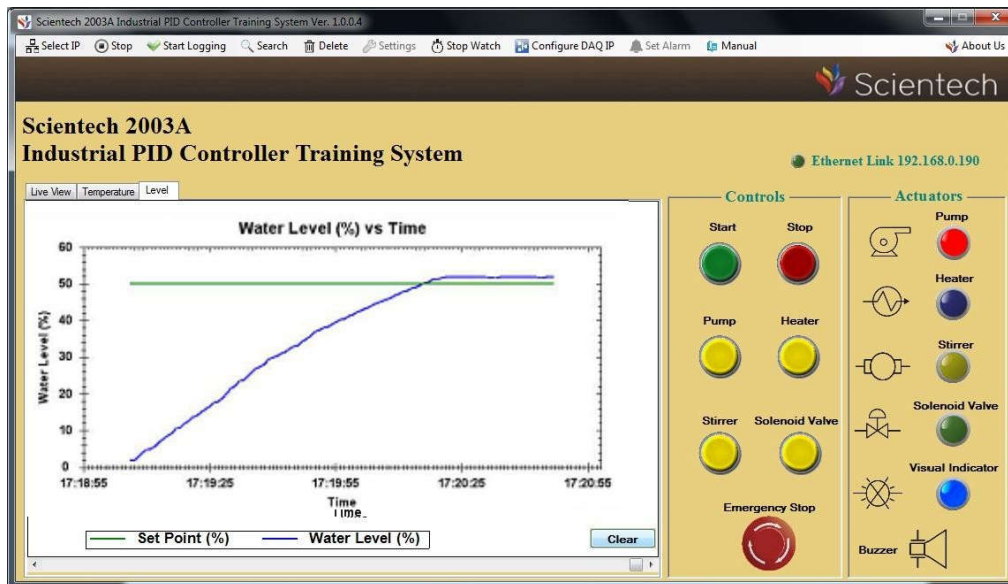 Scientech 2003A Industrial PID Controller Training System Ver. 1.0.0.4
Select IP Stop Start Logging Search Delete Settings Stop Watch Configure DAQ IP Set Alarm Manual About Us
Scientech
Scientech 2003A
Industrial PID Controller Training System
Ethernet Link 192.168.0.190
Live View Temperature Level
Water Level (%) vs Time
Water Level (%)
60
50
40
30
20
10
0
17:18:55 17:19:25 17:19:55 17:20:25 17:20:55
Time
Time
Set Point (%) Water Level (%)
Clear
Controls
Start Stop
Pump Heater
Stirrer Solenoid Valve
Emergency Stop
Actuators
Pump
Heater
Stirrer
Solenoid Valve
Visual Indicator
Buzzer